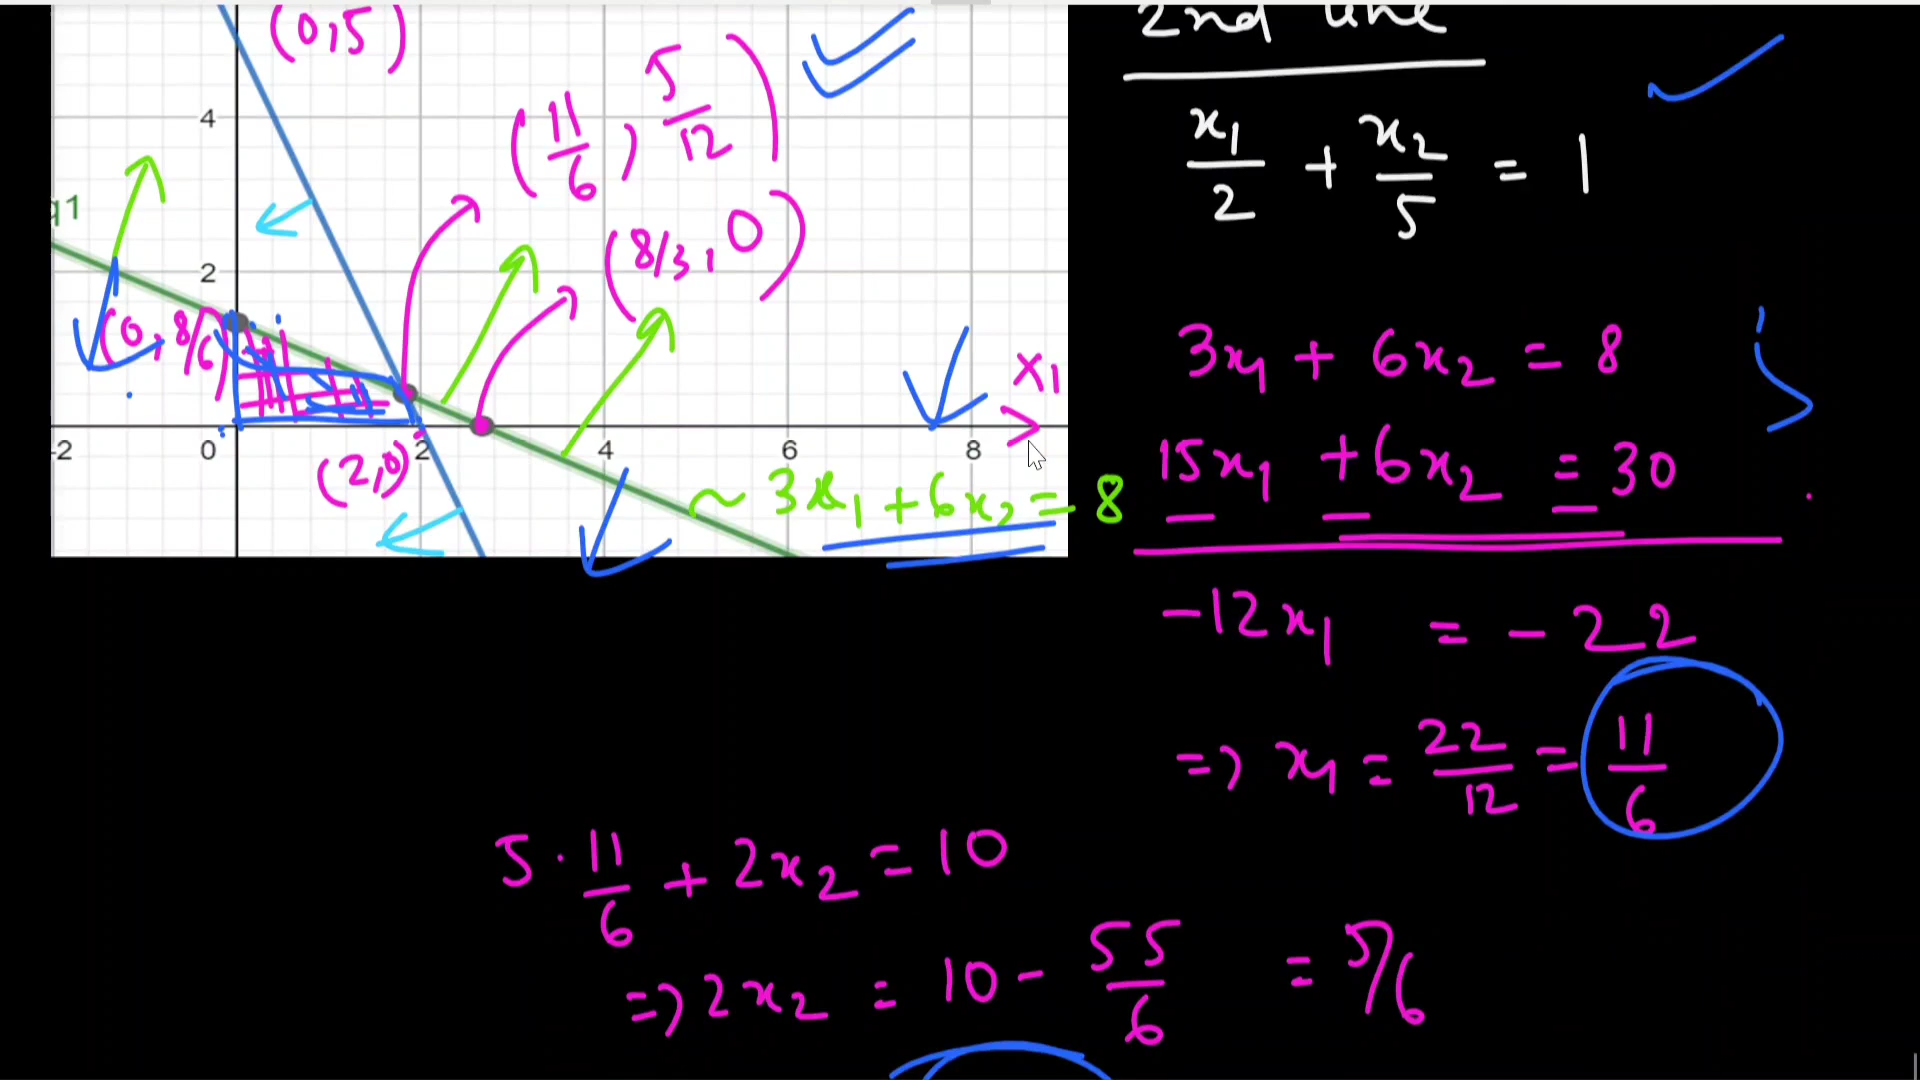 (0,5)
4
(11/6, 5/12)
q1
2
(8/3, 0)
(0, 8/6)
x1
-2 0 2 4 6 8
(2,0)
~ 3x1 + 6x2 = 8
2nd line
x1/2 + x2/5 = 1
3x1 + 6x2 = 8
15x1 + 6x2 = 30
-12x1 = -22
=> x1 = 22/12 = 11/6
5 · 11/6 + 2x2 = 10
=> 2x2 = 10 - 55/6 = 5/6